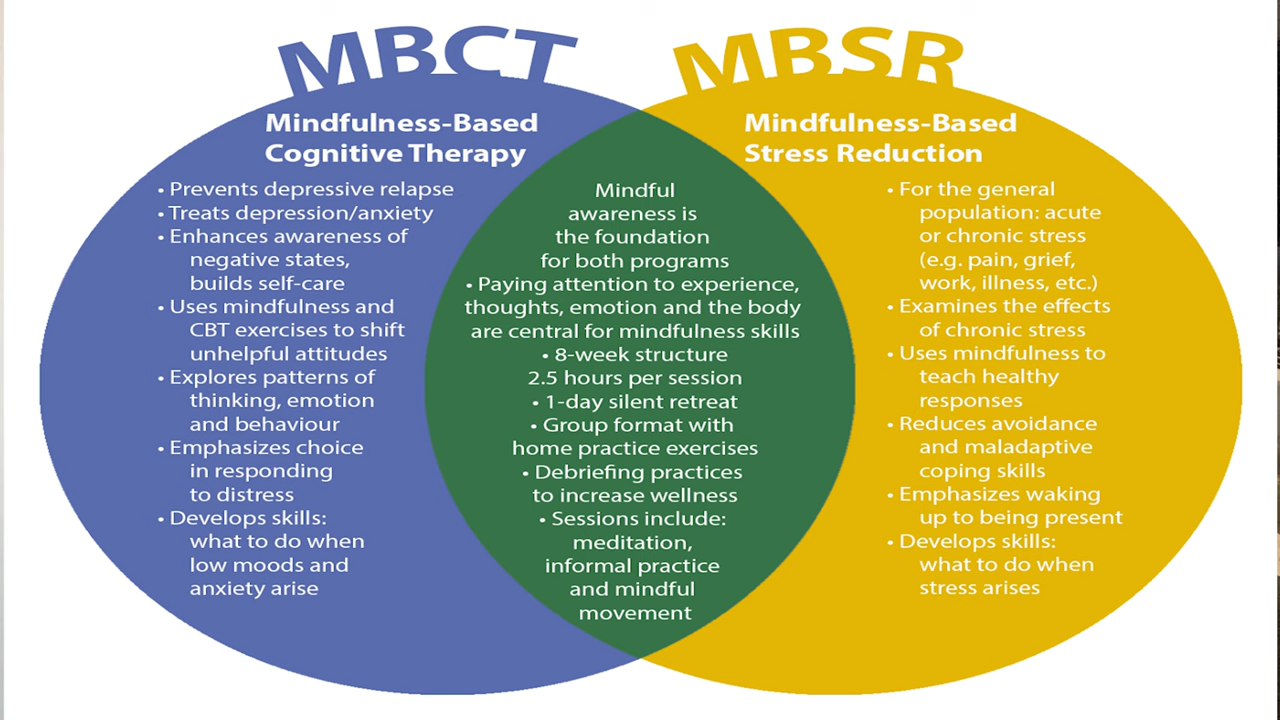 MBCT
MBSR
Mindfulness-Based
Cognitive Therapy
• Prevents depressive relapse
• Treats depression/anxiety
• Enhances awareness of
negative states,
builds self-care
• Uses mindfulness and
CBT exercises to shift
unhelpful attitudes
• Explores patterns of
thinking, emotion
and behaviour
• Emphasizes choice
in responding
to distress
• Develops skills:
what to do when
low moods and
anxiety arise
Mindful
awareness is
the foundation
for both programs
• Paying attention to experience,
thoughts, emotion and the body
are central for mindfulness skills
• 8-week structure
2.5 hours per session
• 1-day silent retreat
• Group format with
home practice exercises
• Debriefing practices
to increase wellness
• Sessions include:
meditation,
informal practice
and mindful
movement
Mindfulness-Based
Stress Reduction
• For the general
population: acute
or chronic stress
(e.g. pain, grief,
work, illness, etc.)
• Examines the effects
of chronic stress
• Uses mindfulness to
teach healthy
responses
• Reduces avoidance
and maladaptive
coping skills
• Emphasizes waking
up to being present
• Develops skills:
what to do when
stress arises